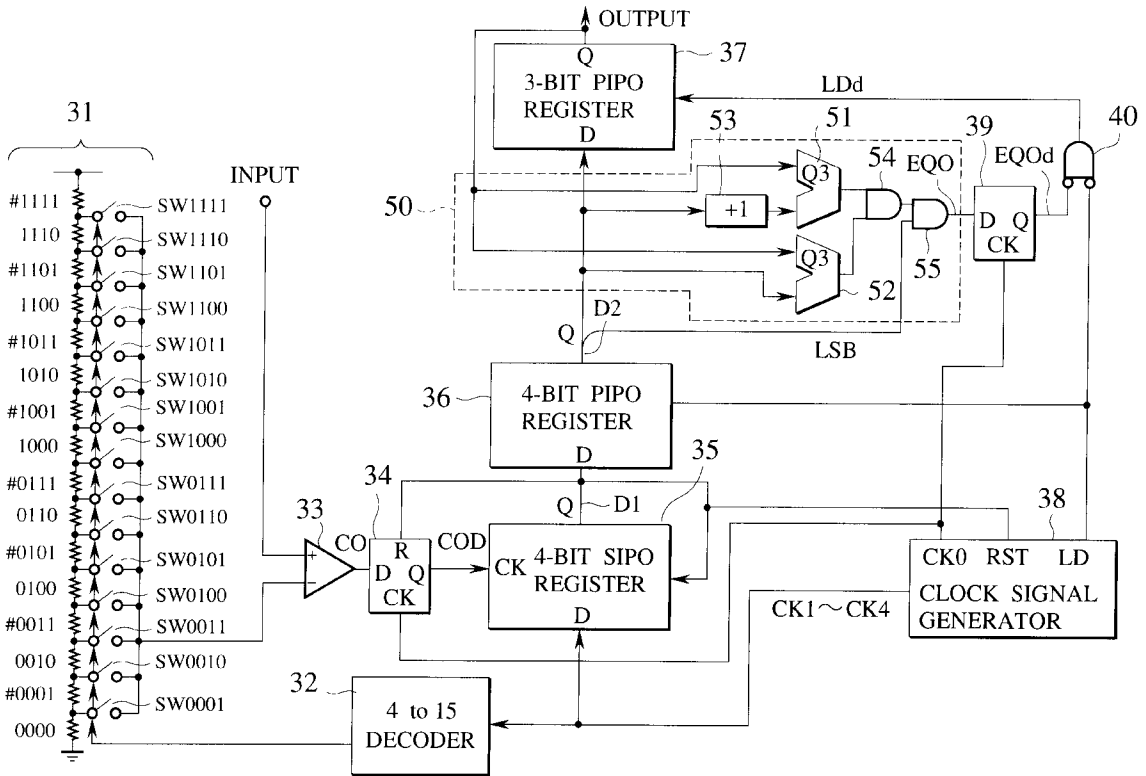 OUTPUT
Q
3-BIT PIPO
REGISTER
D
37
LDd
40
31
INPUT
#1111
1110
#1101
1100
#1011
1010
#1001
1000
#0111
0110
#0101
0100
#0011
0010
#0001
0000
SW1111
SW1110
SW1101
SW1100
SW1011
SW1010
SW1001
SW1000
SW0111
SW0110
SW0101
SW0100
SW0011
SW0010
SW0001
50
53
+1
51
Q3
Q3
52
54
55
EQO
39
D Q
CK
EQOd
Q
D2
LSB
36
4-BIT PIPO
REGISTER
D
33
+
−
CO
34
R
D Q
CK
COD
Q
D1
35
CK
4-BIT SIPO
REGISTER
D
38
CK0 RST LD
CLOCK SIGNAL
GENERATOR
CK1~CK4
32
4 to 15
DECODER